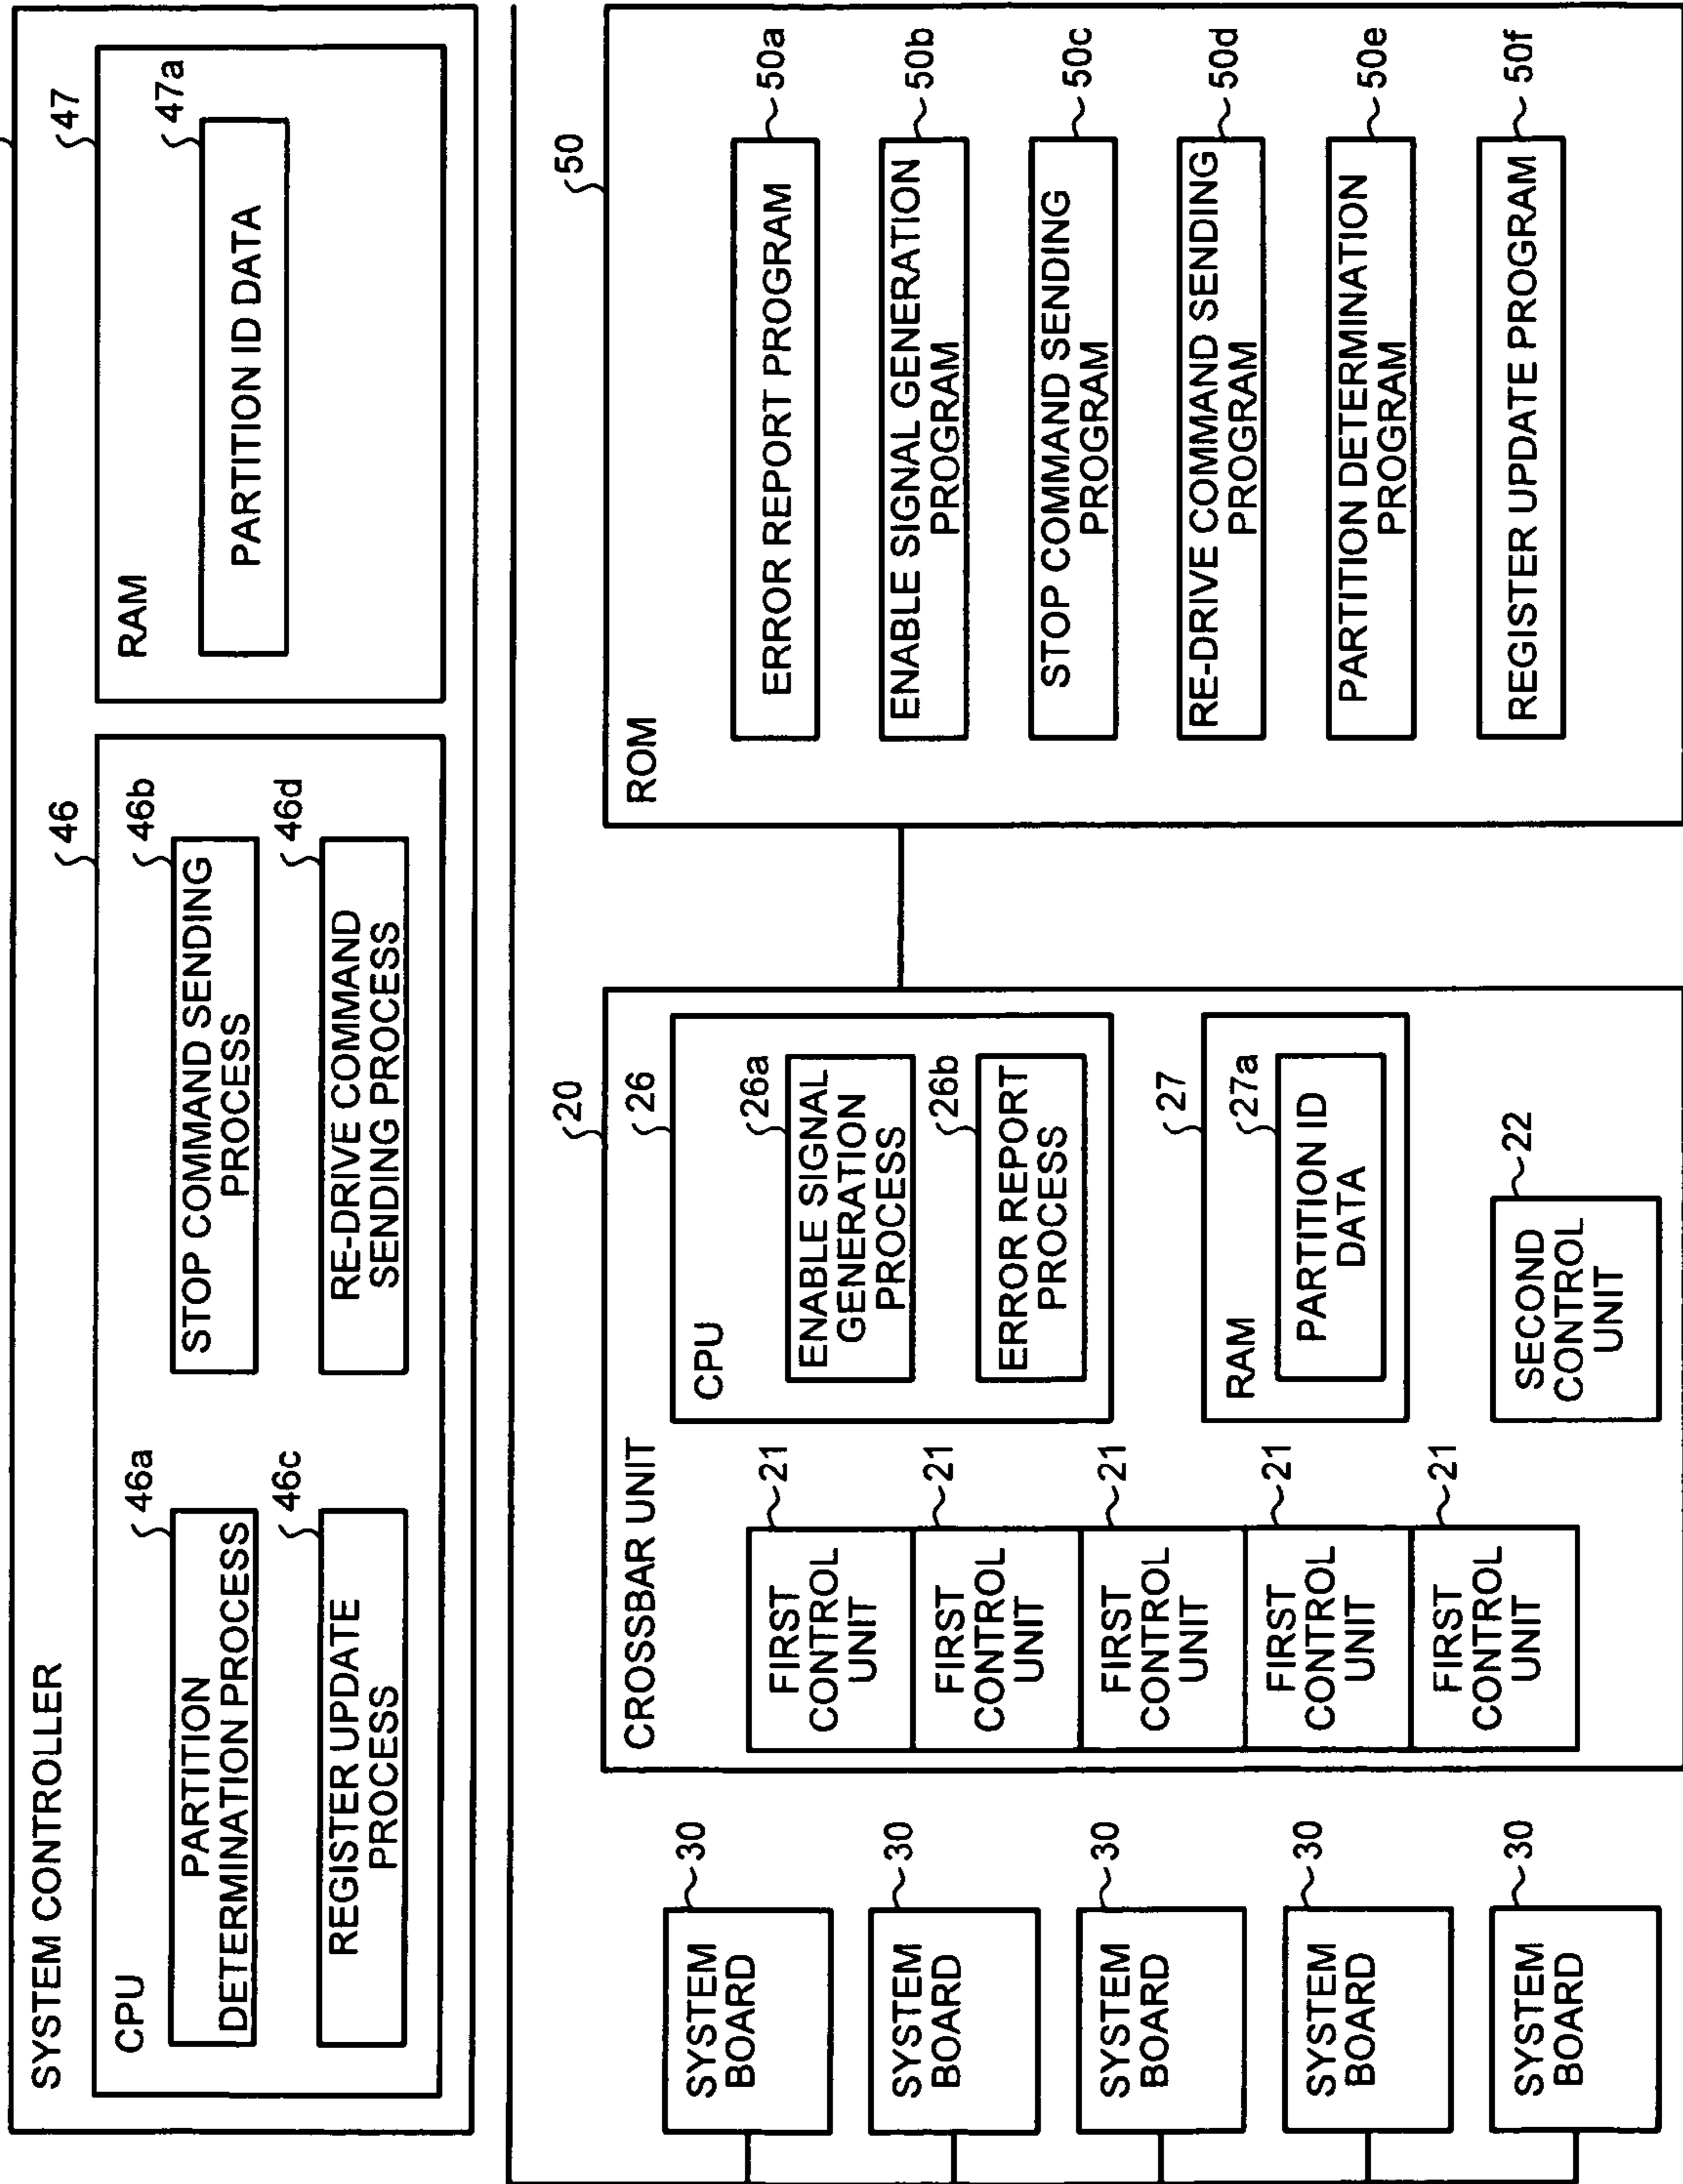 SYSTEM CONTROLLER
CPU
46
46a
PARTITION
DETERMINATION PROCESS
46b
STOP COMMAND SENDING
PROCESS
46c
REGISTER UPDATE
PROCESS
46d
RE-DRIVE COMMAND
SENDING PROCESS
47
RAM
47a
PARTITION ID DATA
SYSTEM
BOARD
30
SYSTEM
BOARD
30
SYSTEM
BOARD
30
SYSTEM
BOARD
30
SYSTEM
BOARD
30
20
CROSSBAR UNIT
FIRST
CONTROL
UNIT
21
FIRST
CONTROL
UNIT
21
FIRST
CONTROL
UNIT
21
FIRST
CONTROL
UNIT
21
FIRST
CONTROL
UNIT
21
26
CPU
26a
ENABLE SIGNAL
GENERATION
PROCESS
26b
ERROR REPORT
PROCESS
27
RAM
27a
PARTITION ID
DATA
SECOND
CONTROL
UNIT
22
50
ROM
ERROR REPORT PROGRAM
50a
ENABLE SIGNAL GENERATION
PROGRAM
50b
STOP COMMAND SENDING
PROGRAM
50c
RE-DRIVE COMMAND SENDING
PROGRAM
50d
PARTITION DETERMINATION
PROGRAM
50e
REGISTER UPDATE PROGRAM
50f